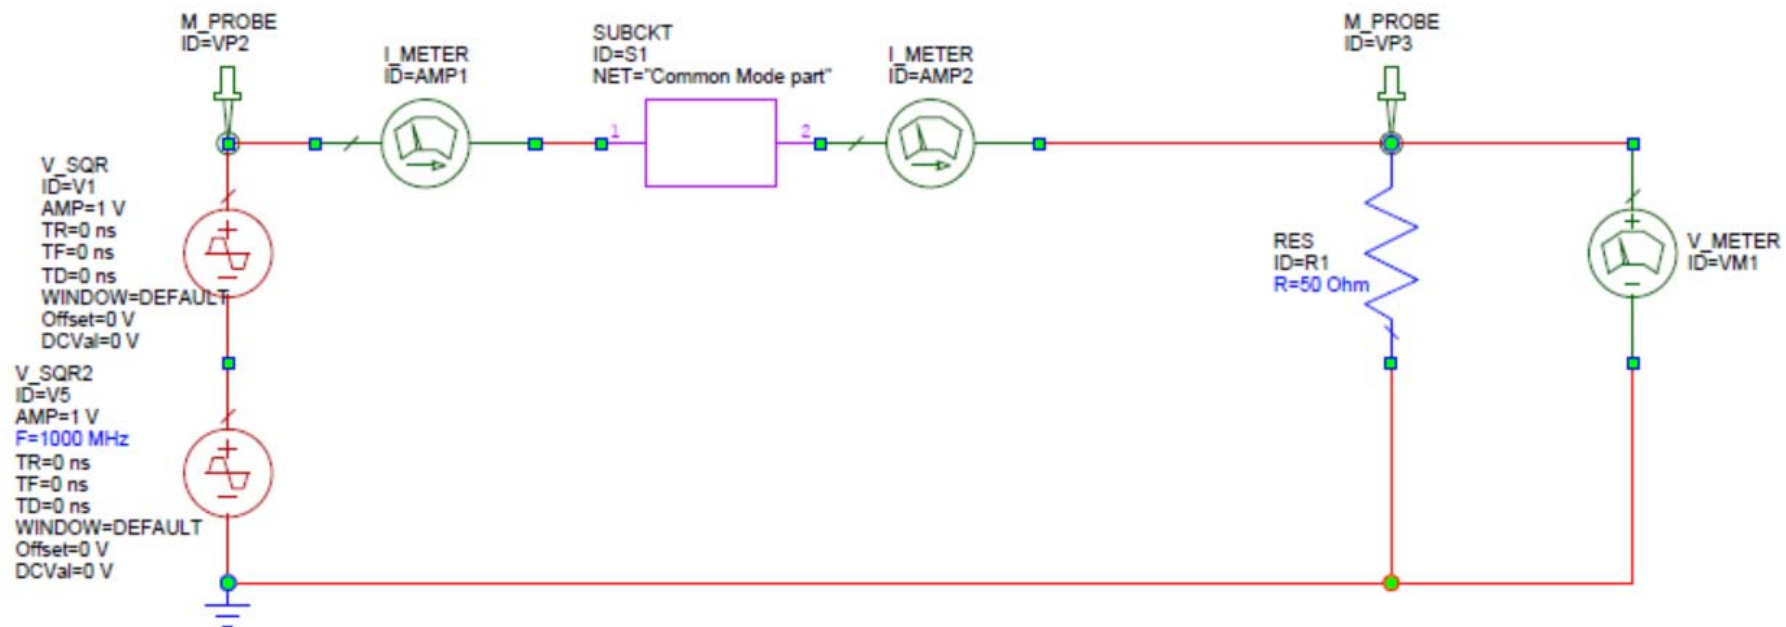 M_PROBE
ID=VP2
I_METER
ID=AMP1
SUBCKT
ID=S1
NET="Common Mode part"
I_METER
ID=AMP2
M_PROBE
ID=VP3
1
2
V_SQR
ID=V1
AMP=1 V
TR=0 ns
TF=0 ns
TD=0 ns
WINDOW=DEFAULT
Offset=0 V
DCVal=0 V
RES
ID=R1
R=50 Ohm
V_METER
ID=VM1
V_SQR2
ID=V5
AMP=1 V
F=1000 MHz
TR=0 ns
TF=0 ns
TD=0 ns
WINDOW=DEFAULT
Offset=0 V
DCVal=0 V